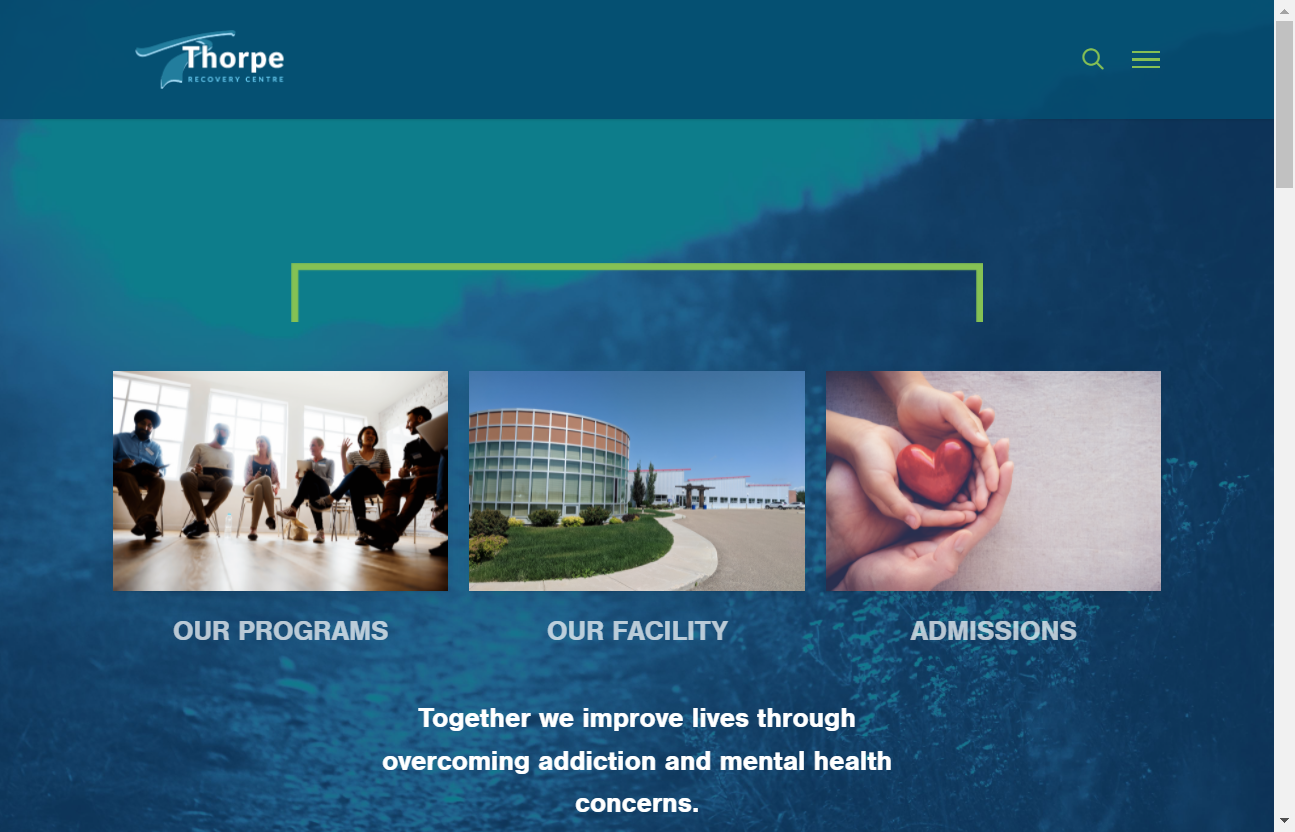 Thorpe
RECOVERY CENTRE
OUR PROGRAMS
OUR FACILITY
ADMISSIONS
Together we improve lives through
overcoming addiction and mental health
concerns.